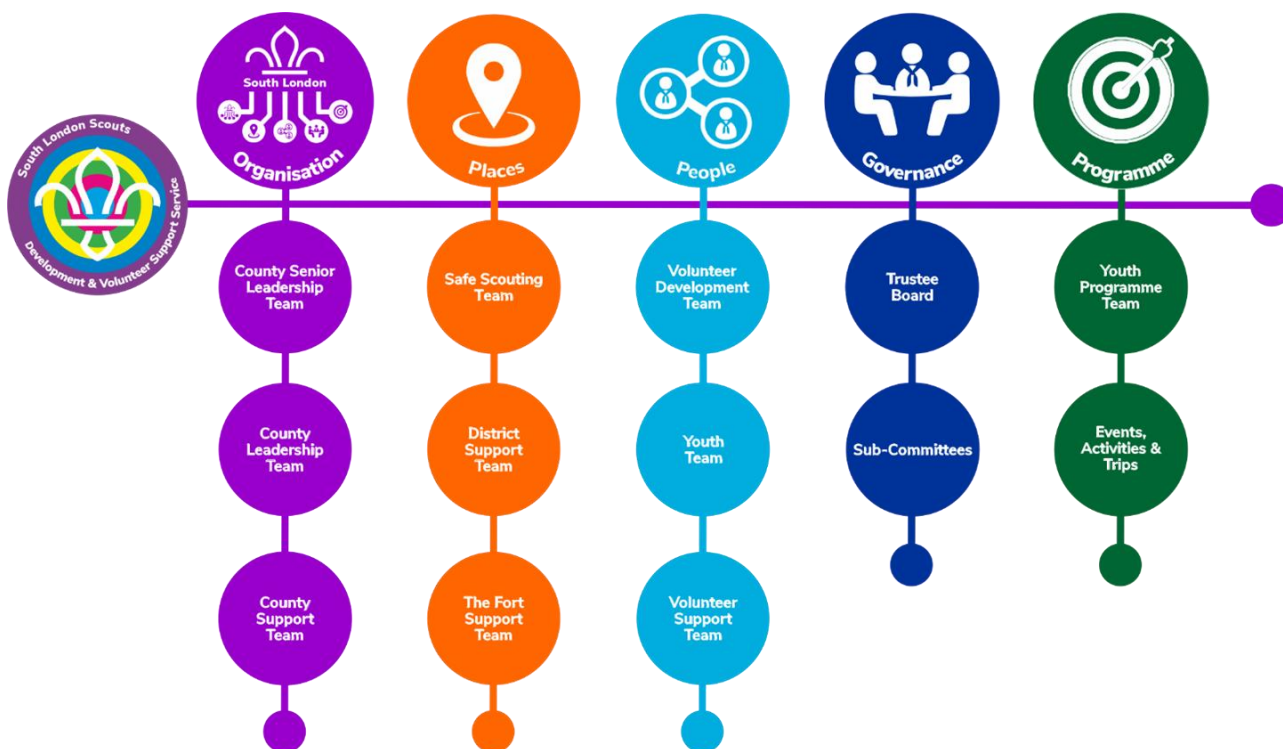 South London Scouts
Development & Volunteer Support Service
South London
Organisation
Places
People
Governance
Programme
County Senior
Leadership
Team
Safe Scouting
Team
Volunteer
Development
Team
Trustee
Board
Youth
Programme
Team
County
Leadership
Team
District
Support
Team
Youth
Team
Sub-Committees
Events,
Activities &
Trips
County
Support
Team
The Fort
Support
Team
Volunteer
Support
Team